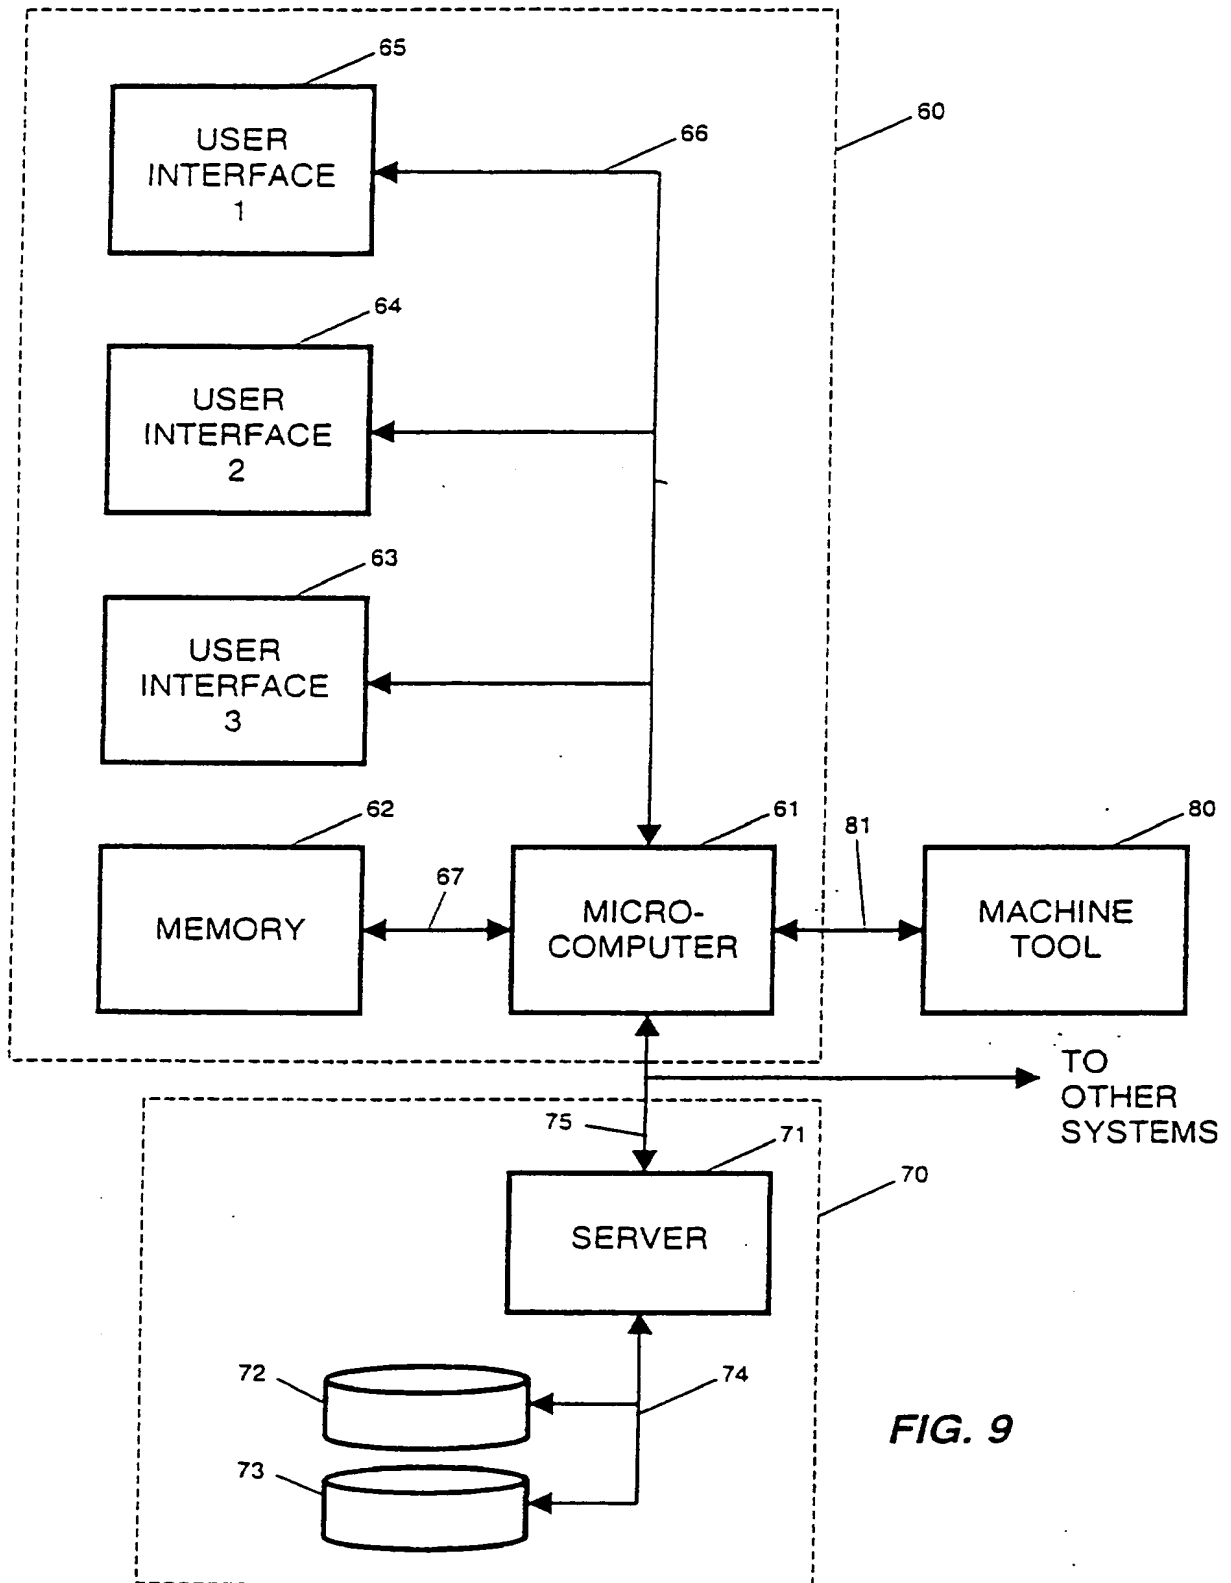 65
USER
INTERFACE
1
66
60
64
USER
INTERFACE
2
63
USER
INTERFACE
3
62
MEMORY
67
61
MICRO-
COMPUTER
81
80
MACHINE
TOOL
TO
OTHER
SYSTEMS
75
71
SERVER
70
72
74
73
FIG. 9